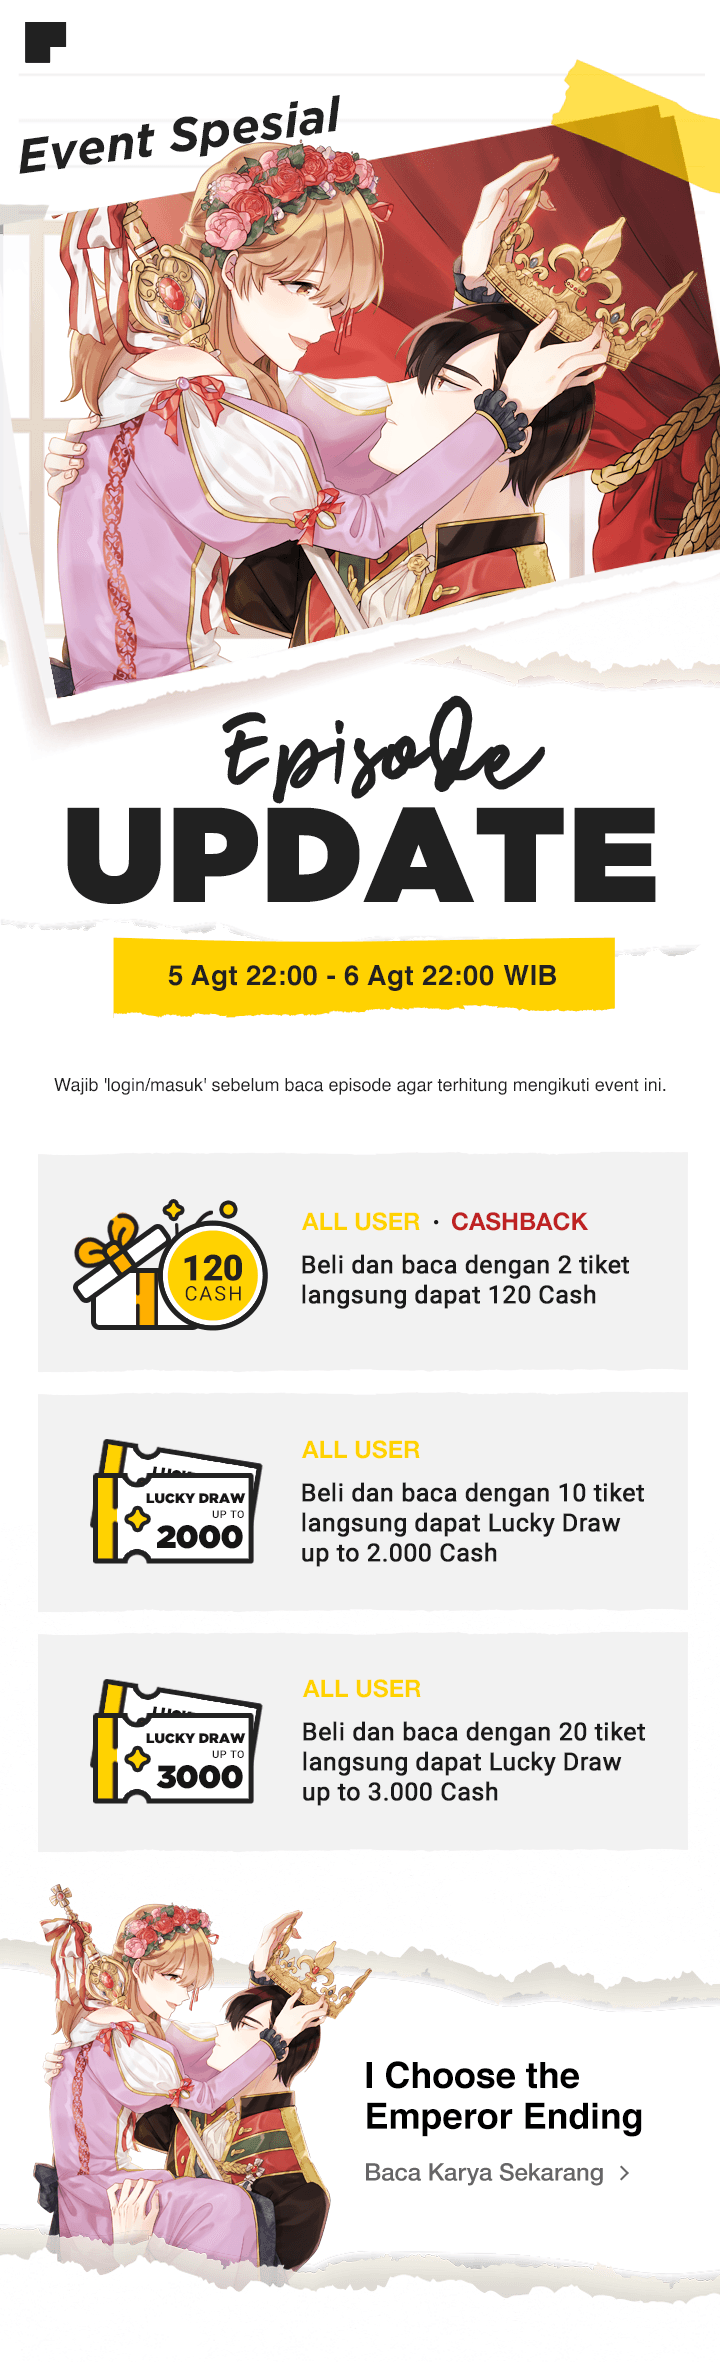 Event Spesial
Episode
UPDATE
5 Agt 22:00 - 6 Agt 22:00 WIB
Wajib 'login/masuk' sebelum baca episode agar terhitung mengikuti event ini.
120
CASH
ALL USER · CASHBACK
Beli dan baca dengan 2 tiket
langsung dapat 120 Cash
LUCKY DRAW
UP TO
2000
ALL USER
Beli dan baca dengan 10 tiket
langsung dapat Lucky Draw
up to 2.000 Cash
LUCKY DRAW
UP TO
3000
ALL USER
Beli dan baca dengan 20 tiket
langsung dapat Lucky Draw
up to 3.000 Cash
I Choose the
Emperor Ending
Baca Karya Sekarang >